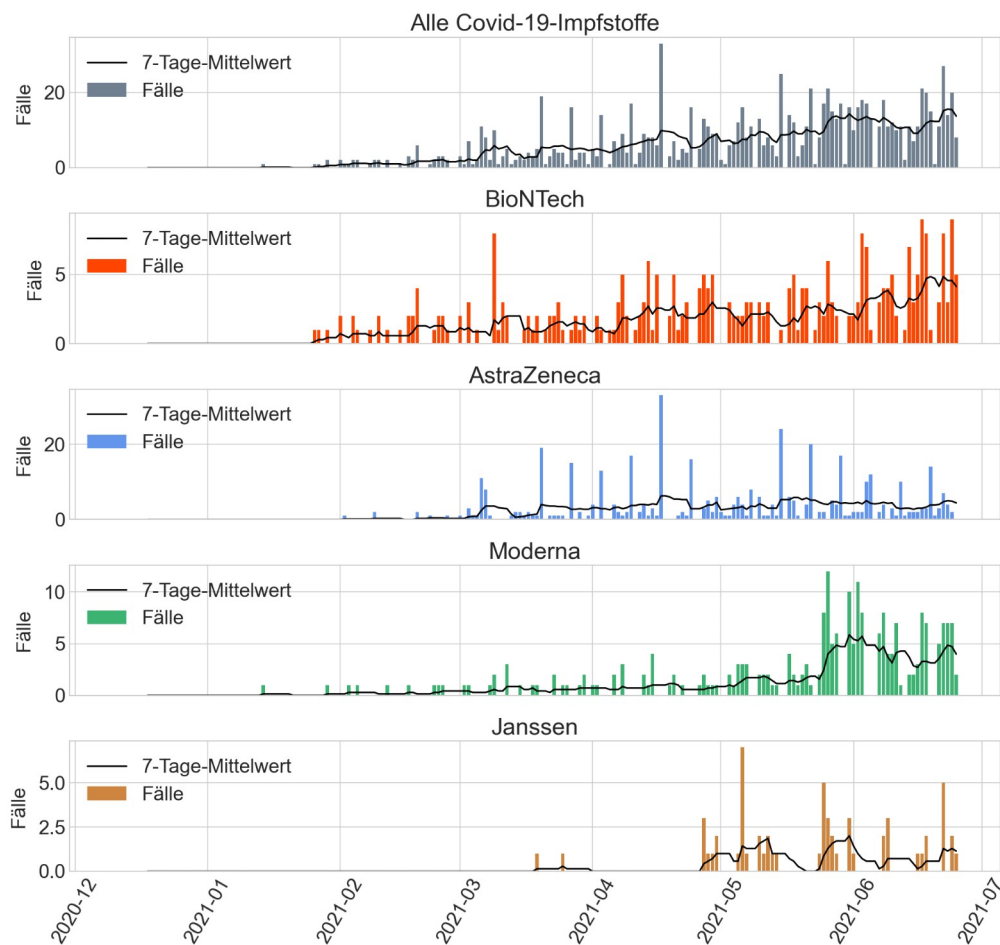 Alle Covid-19-Impfstoffe
Fälle
20
0
7-Tage-Mittelwert
Fälle
BioNTech
Fälle
5
0
7-Tage-Mittelwert
Fälle
AstraZeneca
Fälle
20
0
7-Tage-Mittelwert
Fälle
Moderna
Fälle
10
5
0
7-Tage-Mittelwert
Fälle
Janssen
Fälle
5.0
2.5
0.0
7-Tage-Mittelwert
Fälle
2020-12
2021-01
2021-02
2021-03
2021-04
2021-05
2021-06
2021-07